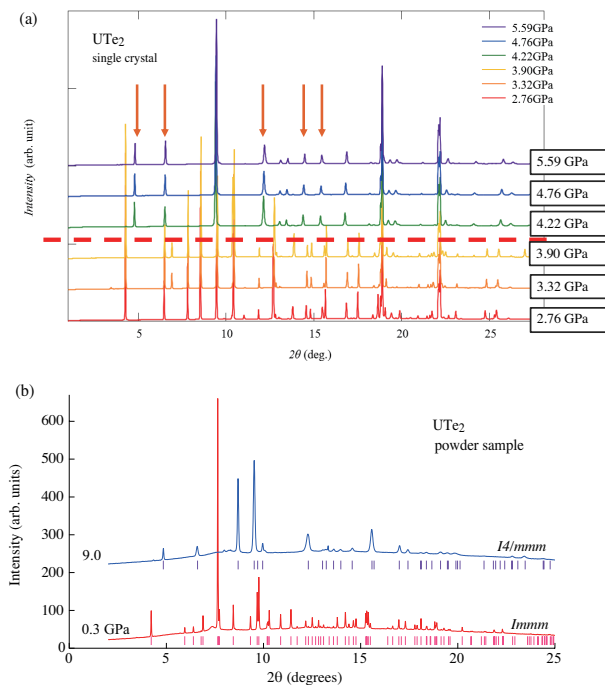 (a)
UTe2
single crystal
5.59GPa
4.76GPa
4.22GPa
3.90GPa
3.32GPa
2.76GPa
Intensity (arb. unit)
5.59 GPa
4.76 GPa
4.22 GPa
3.90 GPa
3.32 GPa
2.76 GPa
5 10 15 20 25
2θ (deg.)
(b)
UTe2
powder sample
Intensity (arb. units)
600
500
400
300
200
100
0
9.0
I4/mmm
0.3 GPa
Immm
0 5 10 15 20 25
2θ (degrees)